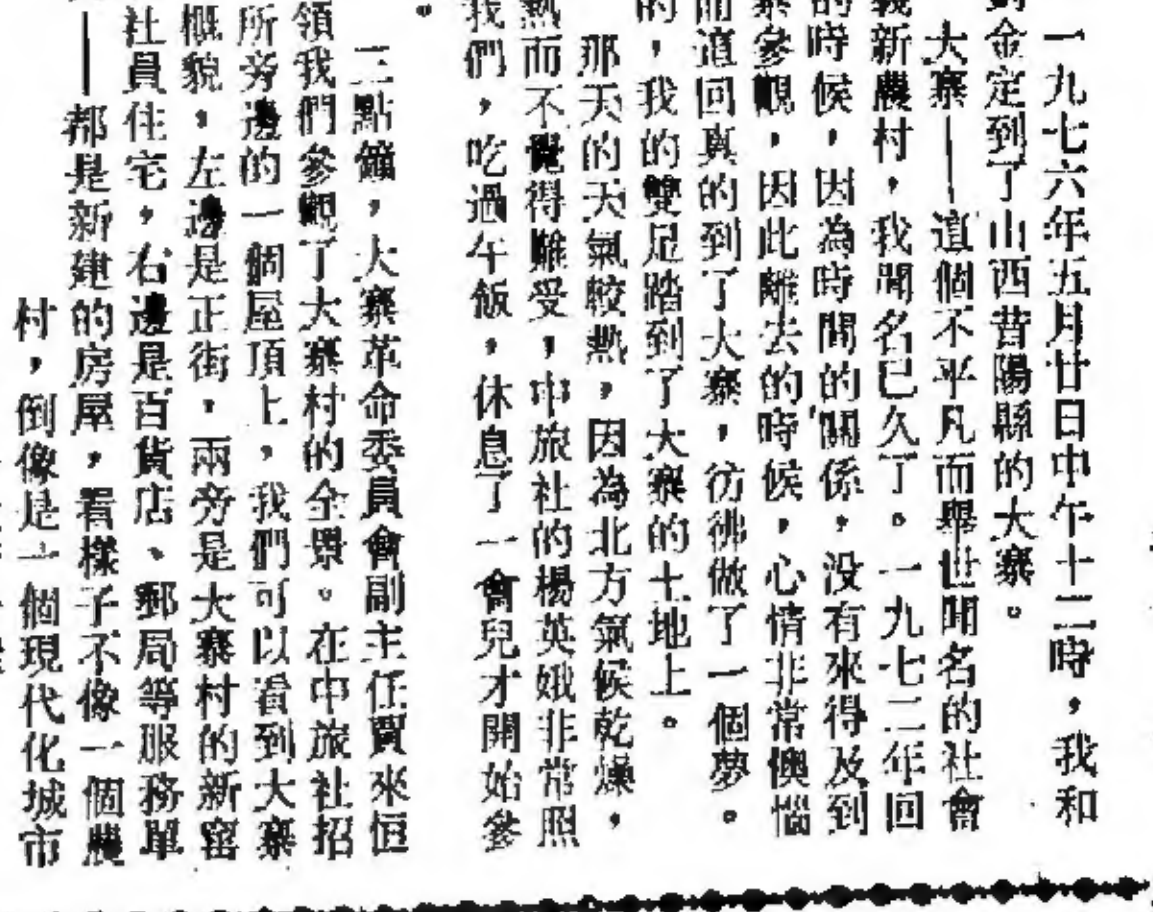 一九七六年五月廿日中午十二時，我和
金定到了山西昔陽縣的大寨。
大寨——這個不平凡而舉世聞名的社會
義新農村，我聞名已久了。一九七二年回
的時候，因為時間的關係，没有來得及到
寨參觀，因此離去的時候，心情非常懊惱
而這回真的到了大寨，彷彿做了一個夢。
的，我的雙足踏到了大寨的土地上。
那天的天氣較熱，因為北方氣候乾燥，
熱而不覺得難受，中旅社的楊英娥非常照
我們，吃過午飯，休息了一會兒才開始參
。
三點鐘，大寨革命委員會副主任賈來恒
領我們參觀了大寨村的全景。在中旅社招
所旁邊的一個屋頂上，我們可以看到大寨
概貌，左邊是正街，兩旁是大寨村的新窰
社員住宅，右邊是百貨店、郵局等服務單
——都是新建的房屋，看樣子不像一個農
村，倒像是一個現代化城市